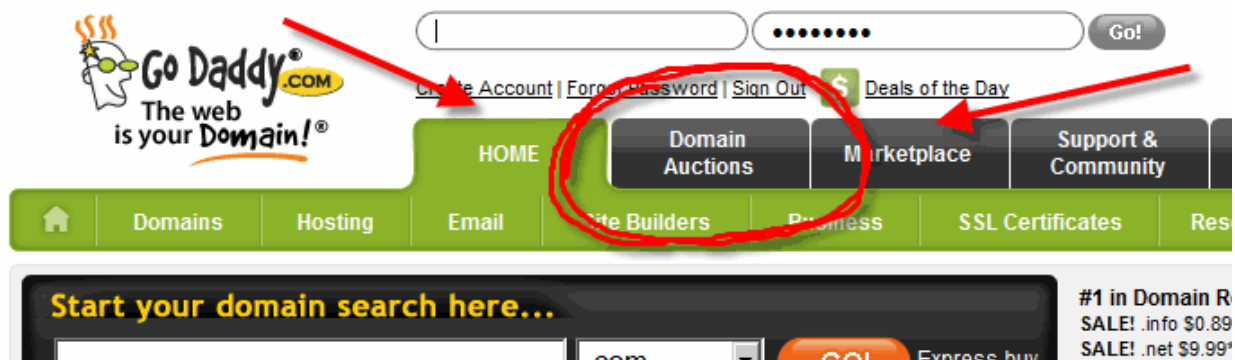 Go Daddy.COM
The web
is your Domain!®
••••••••
Go!
Create Account | Forgot Password | Sign Out $ Deals of the Day
HOME
Domain
Auctions
Marketplace
Support &
Community
Domains Hosting Email Site Builders Business SSL Certificates
Start your domain search here...
#1 in Domain
SALE! .info $0.89
.com GO! Express buy
SALE! .net $9.99*